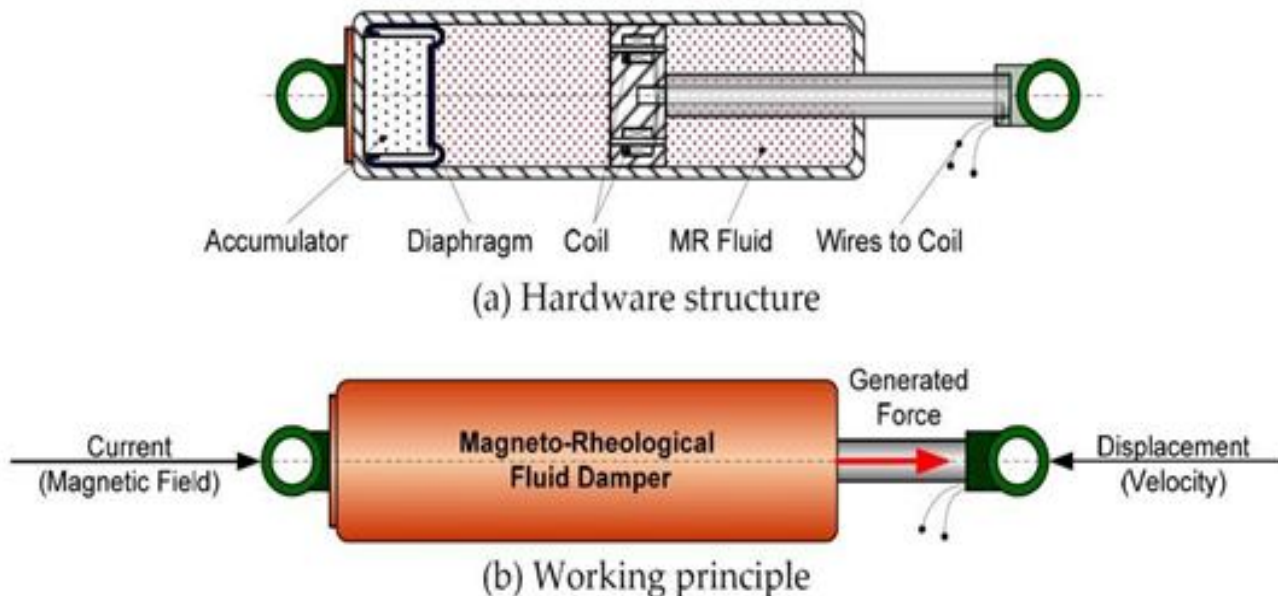 Accumulator Diaphragm Coil MR Fluid Wires to Coil
(a) Hardware structure
Generated
Force
Current
(Magnetic Field)
Magneto-Rheological
Fluid Damper
Displacement
(Velocity)
(b) Working principle